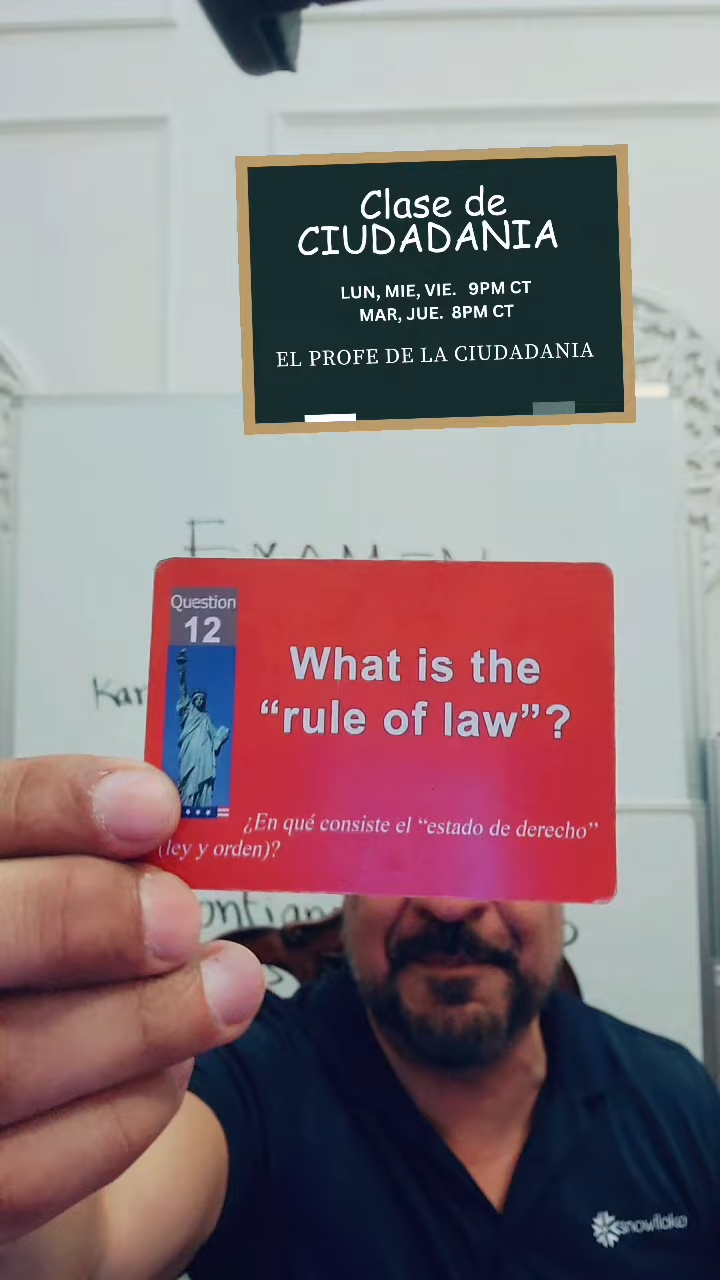 Clase de
CIUDADANIA
LUN, MIE, VIE. 9PM CT
MAR, JUE. 8PM CT
EL PROFE DE LA CIUDADANIA
EXAMEN
Question
12
What is the
“rule of law”?
¿En qué consiste el “estado de derecho”
(ley y orden)?
snowflake